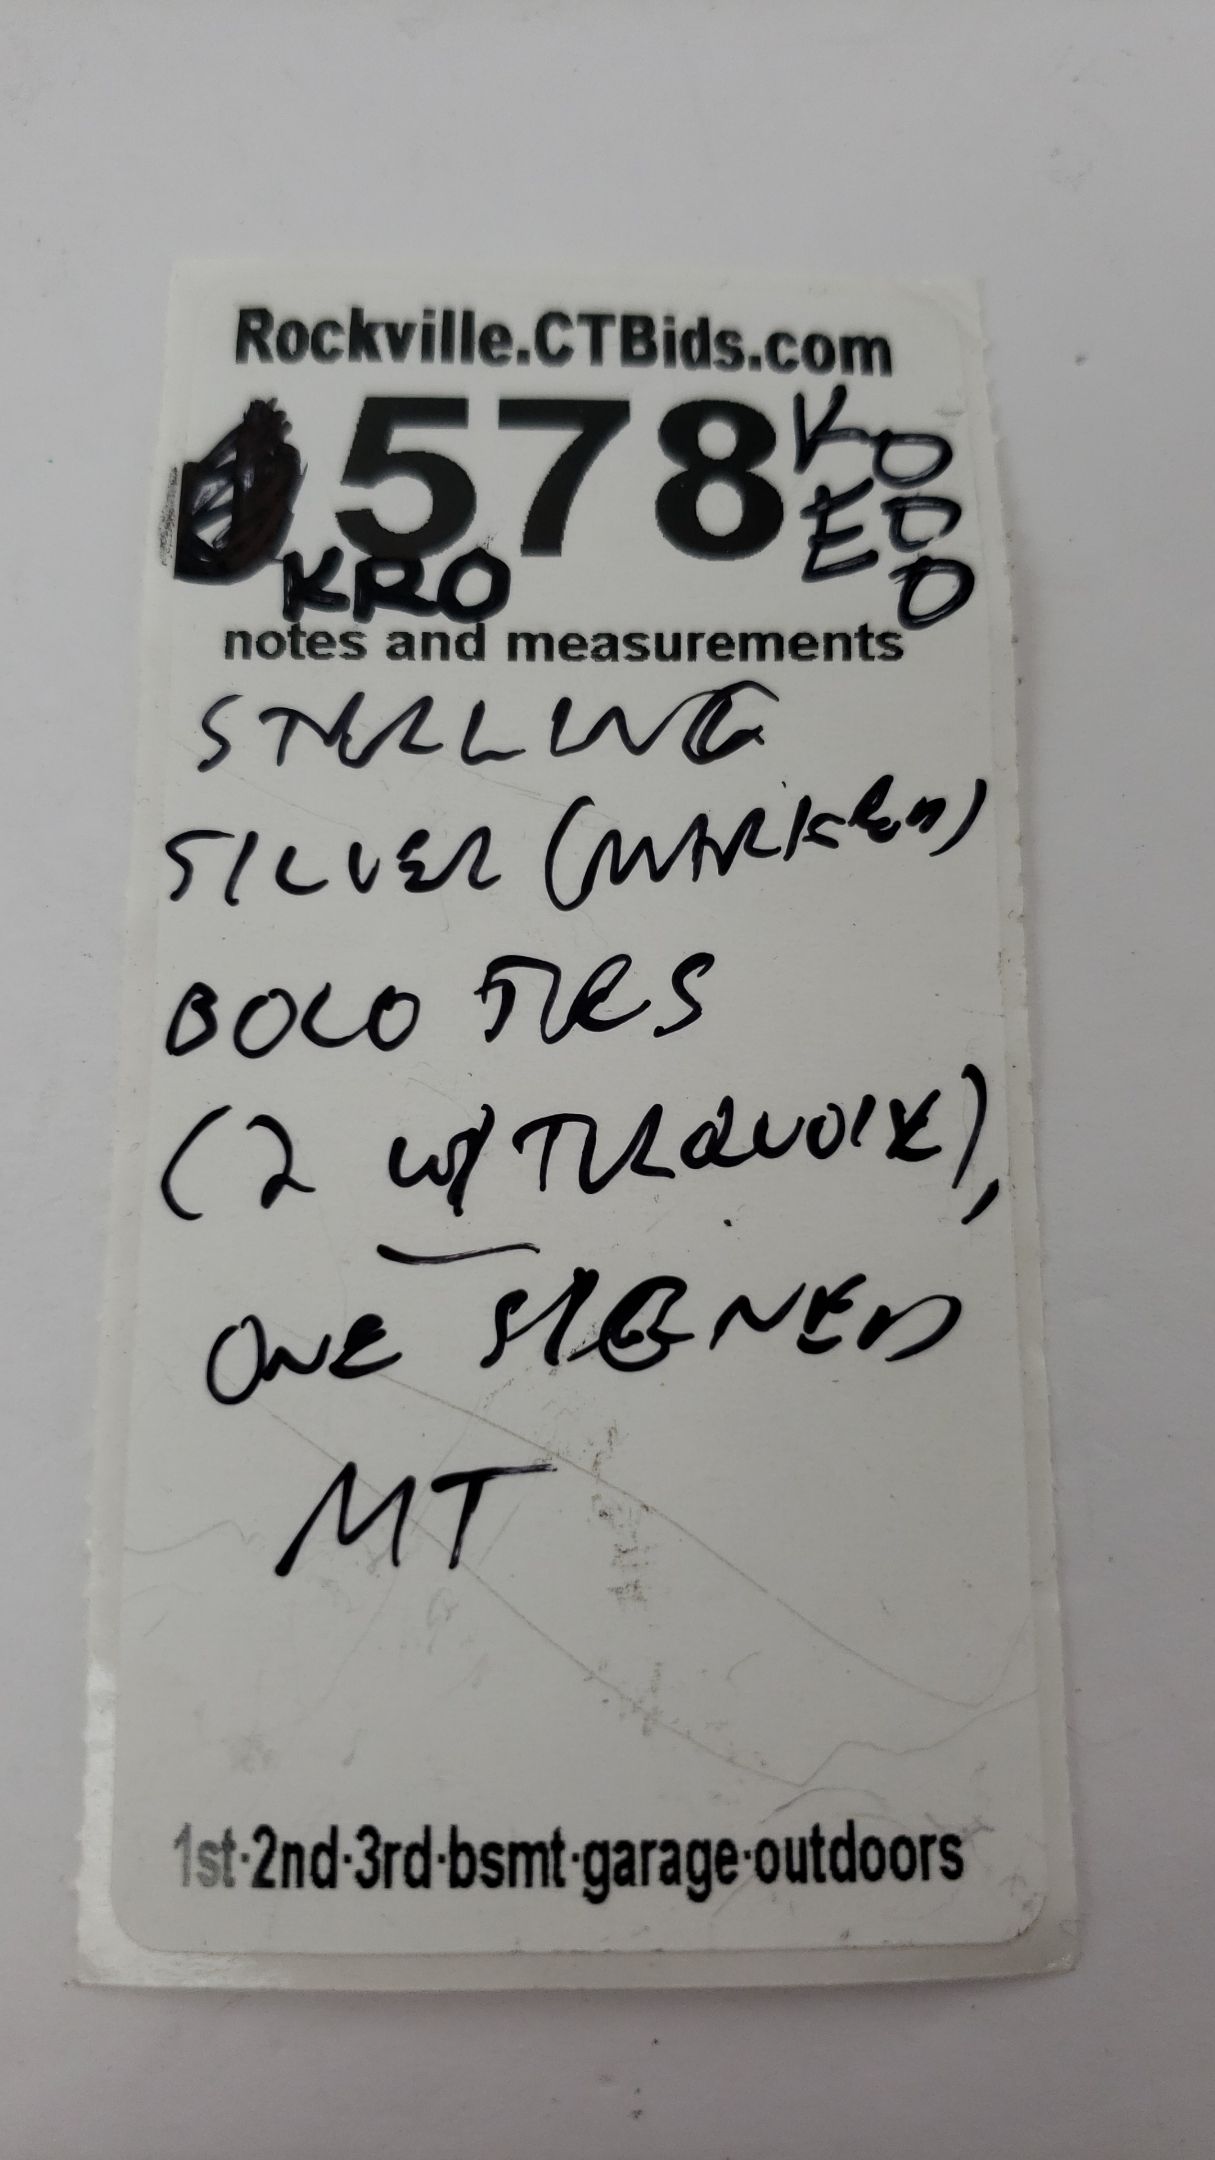 Rockville.CTBids.com
578
KRO
notes and measurements
STERLING
SILVER (MARKED)
BOLO TIES
(2 w/ TURQUOISE),
ONE SIGNED
MT
1st·2nd·3rd·bsmt·garage·outdoors